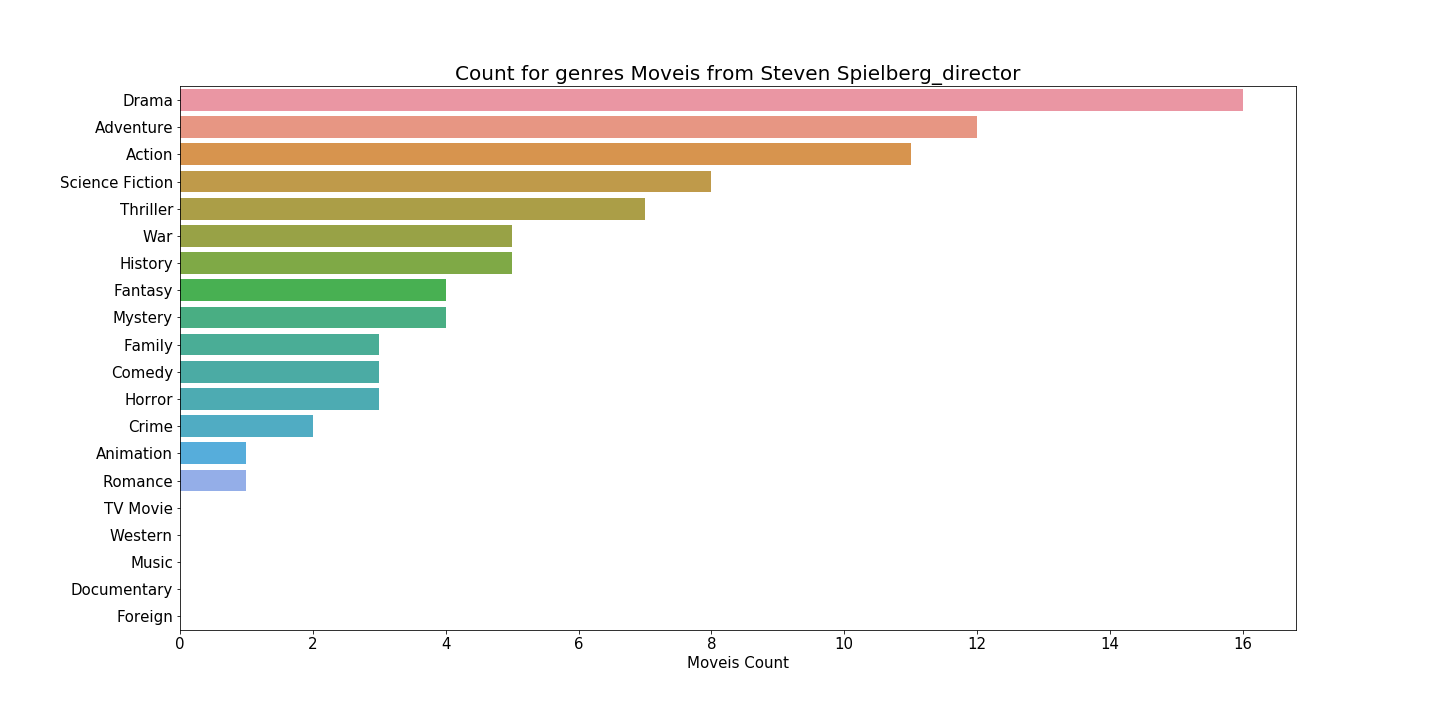 Count for genres Moveis from Steven Spielberg_director
Drama
Adventure
Action
Science Fiction
Thriller
War
History
Fantasy
Mystery
Family
Comedy
Horror
Crime
Animation
Romance
TV Movie
Western
Music
Documentary
Foreign
0 2 4 6 8 10 12 14 16
Moveis Count